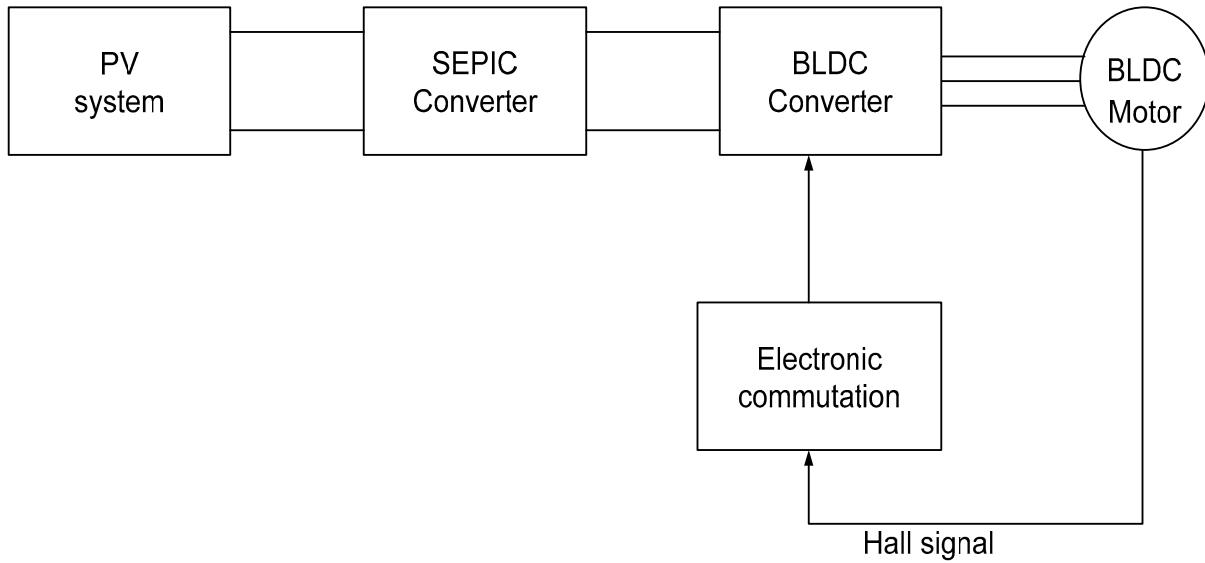 PV
system
SEPIC
Converter
BLDC
Converter
BLDC
Motor
Electronic
commutation
Hall signal